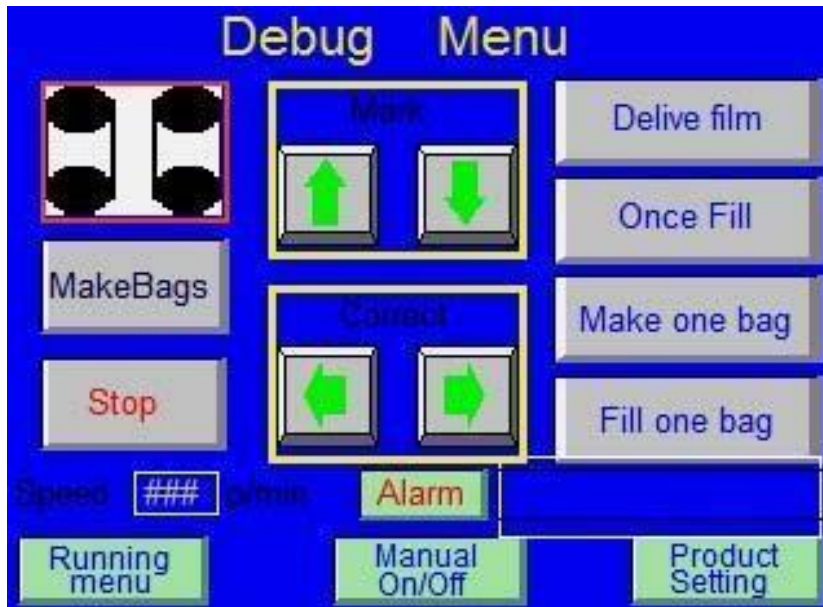 Debug Menu
Mark
Delive film
Once Fill
MakeBags
Correct
Make one bag
Stop
Fill one bag
Speed ### p/min
Alarm
Running
menu
Manual
On/Off
Product
Setting